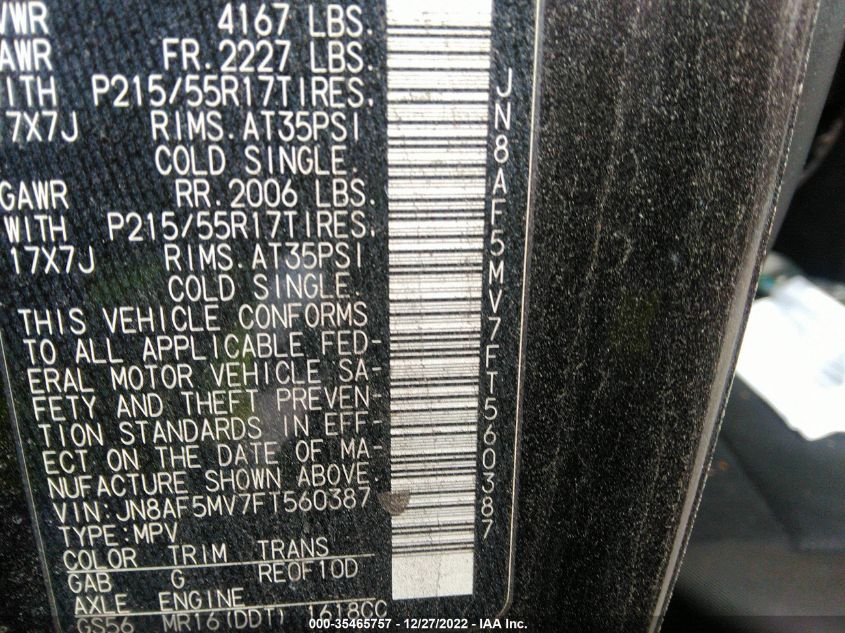 VWR 4167 LBS.
AWR FR. 2227 LBS.
ITH P215/55R17TIRES.
7X7J RIMS. AT35PSI
COLD SINGLE.
GAWR RR. 2006 LBS.
WITH P215/55R17TIRES.
17X7J RIMS. AT35PSI
COLD SINGLE.
THIS VEHICLE CONFORMS
TO ALL APPLICABLE FED-
ERAL MOTOR VEHICLE SA-
FETY AND THEFT PREVEN-
TION STANDARDS IN EFF-
ECT ON THE DATE OF MA-
NUFACTURE SHOWN ABOVE.
VIN:JN8AF5MV7FT560387
TYPE:MPV
COLOR TRIM TRANS
GAB G RE0F10D
AXLE ENGINE
GS56 MR16(DDT) 1618CC
JN8AF5MV7FT560387
000-35465757 - 12/27/2022 - IAA Inc.